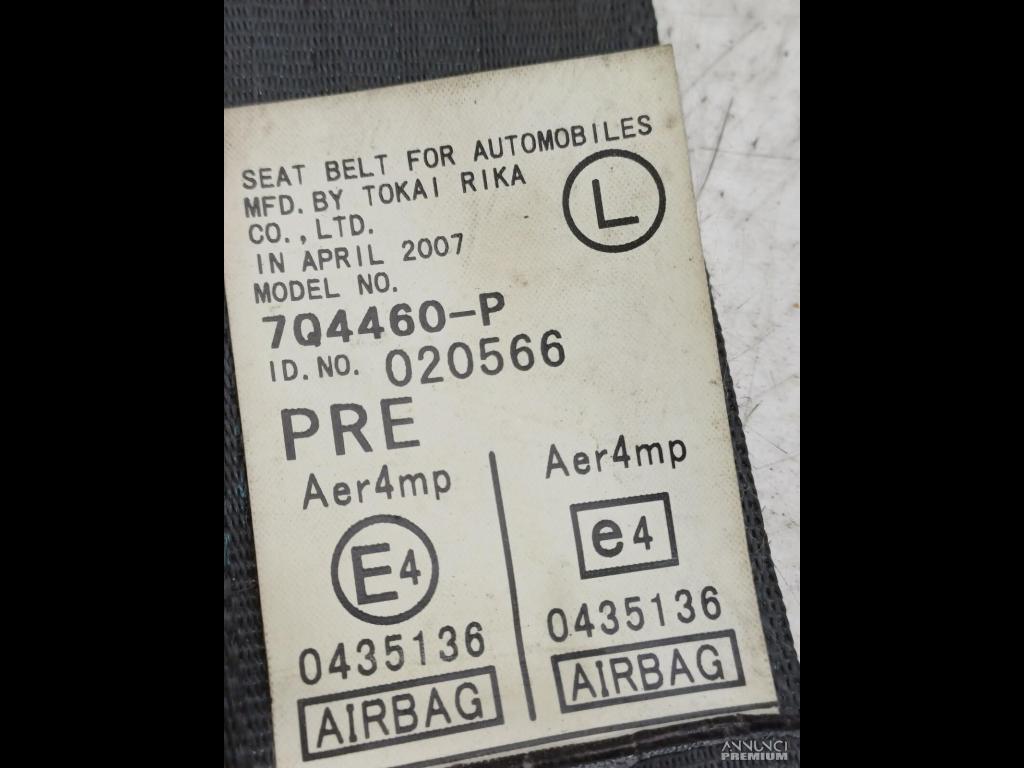 SEAT BELT FOR AUTOMOBILES
MFD. BY TOKAI RIKA
CO., LTD.
L
IN APRIL 2007
MODEL NO.
7Q4460-P
ID. NO. 020566
PRE
Aer4mp
E4
0435136
AIRBAG
Aer4mp
e4
0435136
AIRBAG
ANNUNCI
PREMIUM